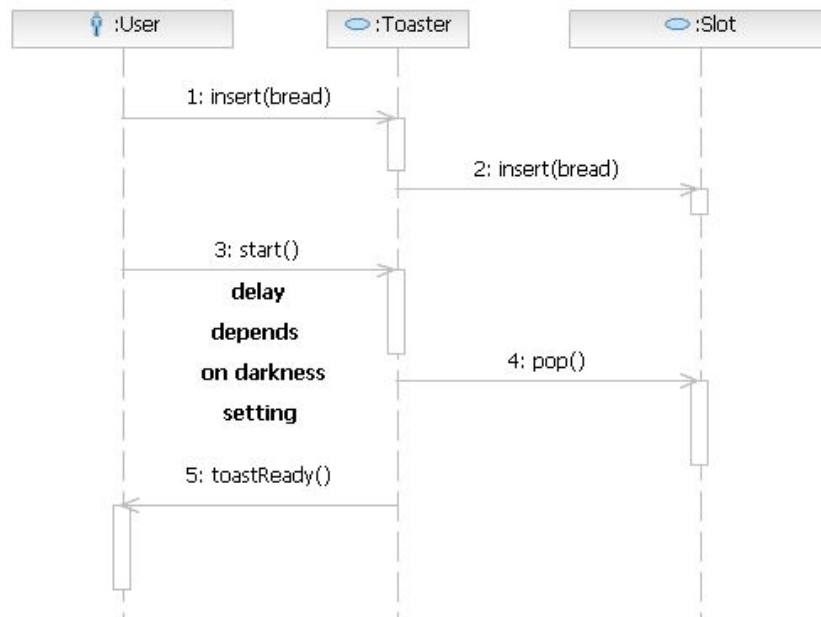 :User
:Toaster
:Slot
1: insert(bread)
2: insert(bread)
3: start()
delay
depends
on darkness
setting
4: pop()
5: toastReady()